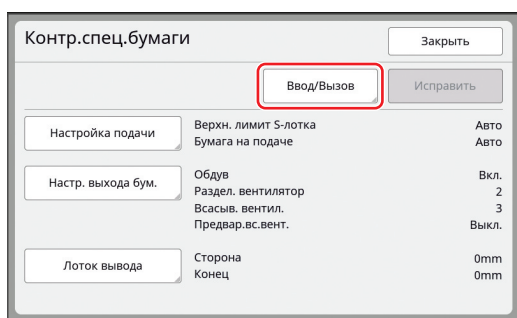 Контр.спец.бумаги
Закрыть
Ввод/Вызов
Исправить
Настройка подачи
Верхн. лимит S-лотка Авто
Бумага на подаче Авто
Настр. выхода бум.
Обдув Вкл.
Раздел. вентилятор 2
Всасыв. вентил. 3
Предвар.вс.вент. Выкл.
Лоток вывода
Сторона 0mm
Конец 0mm